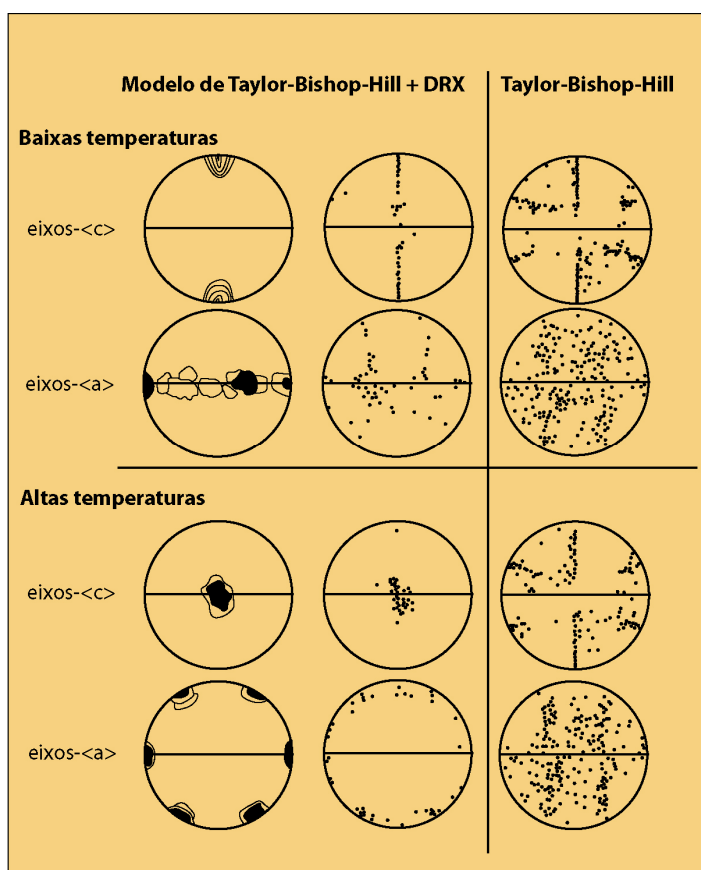 Modelo de Taylor-Bishop-Hill + DRX
Taylor-Bishop-Hill
Baixas temperaturas
eixos-<c>
eixos-<a>
Altas temperaturas
eixos-<c>
eixos-<a>